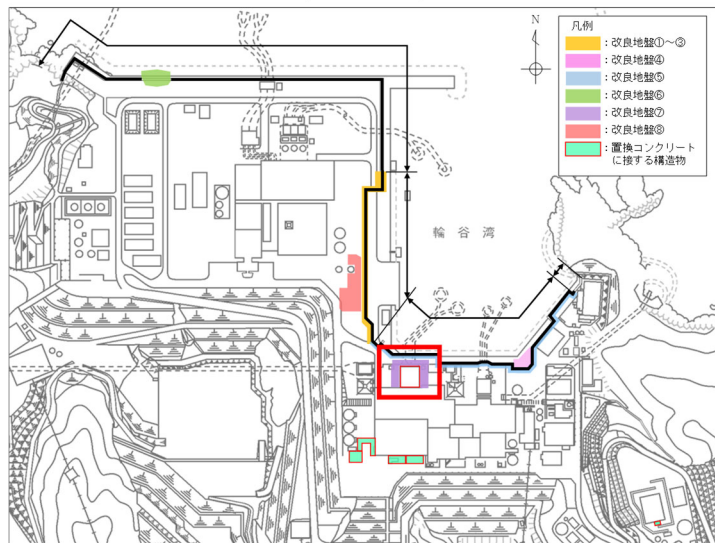 N
凡例
：改良地盤①～③
：改良地盤④
：改良地盤⑤
：改良地盤⑥
：改良地盤⑦
：改良地盤⑧
：置換コンクリート
に接する構造物
輪谷湾